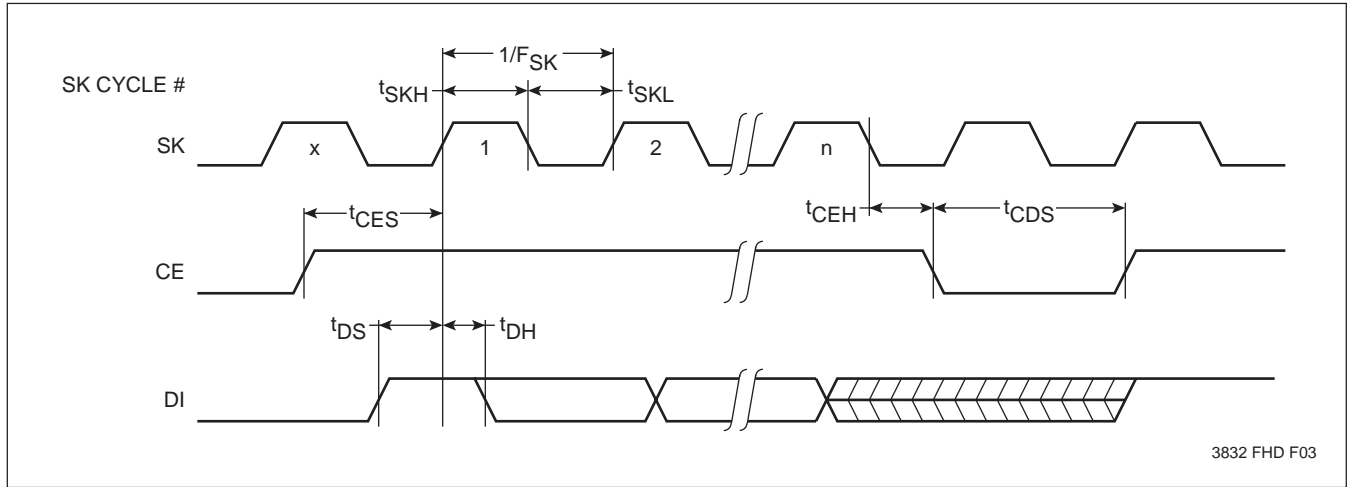 1/FSK
SK CYCLE #
tSKH
tSKL
SK
x
1
2
n
tCES
tCEH
tCDS
CE
tDS
tDH
DI
3832 FHD F03